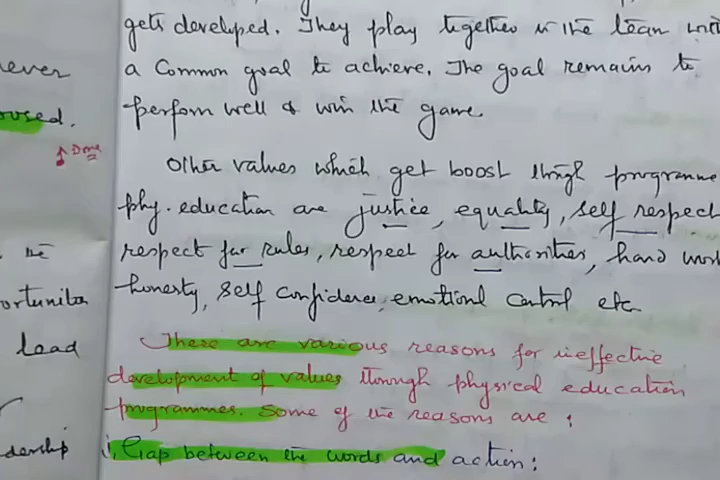 gets developed. They play together in the team with
a common goal to achieve. The goal remains to
perform well & win the game.
Other values which get boost through programme
phy. education are justice, equality, self respect
respect for rules, respect for authorities, hard work
honesty, self confidence, emotional control etc.
There are various reasons for ineffective
development of values through physical education
programmes. Some of the reasons are :
i. Gap between the words and action :
ever
Done
the
ortunities
Lead
dership